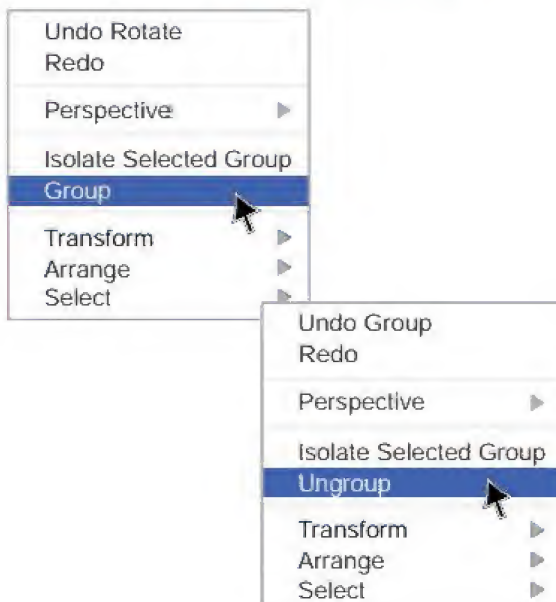 Undo Rotate
Redo
Perspective
Isolate Selected Group
Group
Transform
Arrange
Select
Undo Group
Redo
Perspective
Isolate Selected Group
Ungroup
Transform
Arrange
Select